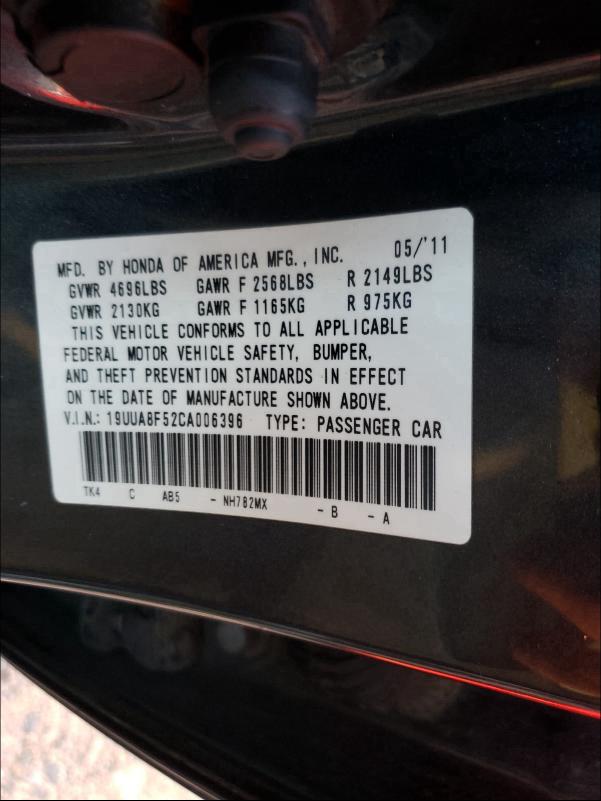 MFD. BY HONDA OF AMERICA MFG., INC. 05/'11
GVWR 4696LBS GAWR F 2568LBS R 2149LBS
GVWR 2130KG GAWR F 1165KG R 975KG
THIS VEHICLE CONFORMS TO ALL APPLICABLE
FEDERAL MOTOR VEHICLE SAFETY, BUMPER,
AND THEFT PREVENTION STANDARDS IN EFFECT
ON THE DATE OF MANUFACTURE SHOWN ABOVE.
V.I.N.: 19UUA8F52CA006396 TYPE: PASSENGER CAR
TK4 C AB5 - NH782MX - B - A